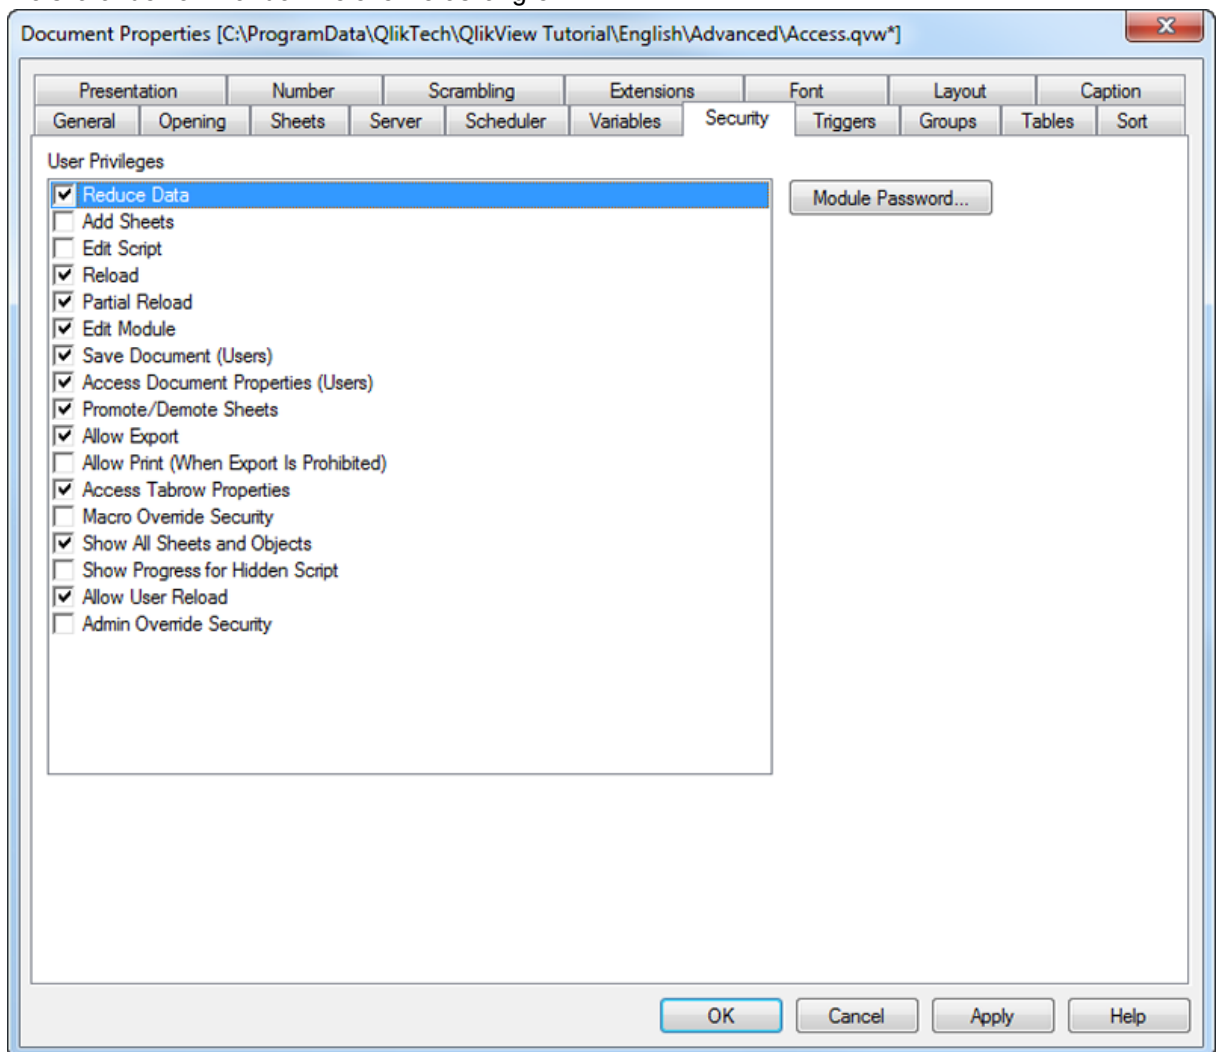 Document Properties [C:\ProgramData\QlikTech\QlikView Tutorial\English\Advanced\Access.qvw*]
Presentation Number Scrambling Extensions Font Layout Caption
General Opening Sheets Server Scheduler Variables Security Triggers Groups Tables Sort
User Privileges
Reduce Data
Module Password...
Add Sheets
Edit Script
Reload
Partial Reload
Edit Module
Save Document (Users)
Access Document Properties (Users)
Promote/Demote Sheets
Allow Export
Allow Print (When Export Is Prohibited)
Access Tabrow Properties
Macro Override Security
Show All Sheets and Objects
Show Progress for Hidden Script
Allow User Reload
Admin Override Security
OK Cancel Apply Help